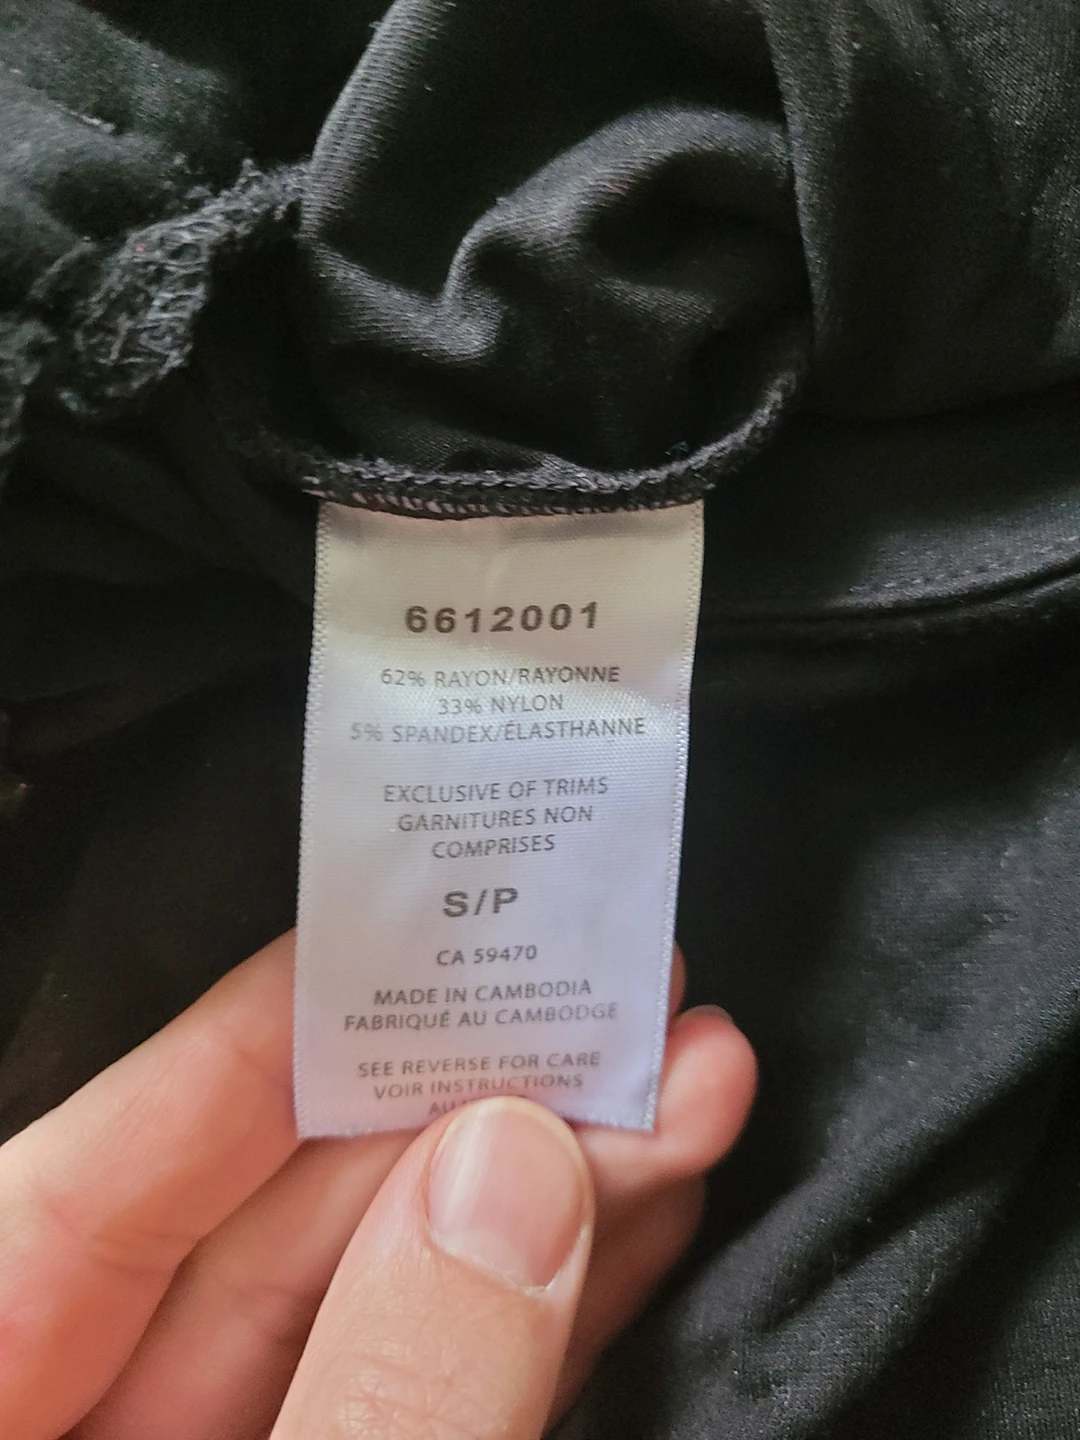 6612001
62% RAYON/RAYONNE
33% NYLON
5% SPANDEX/ÉLASTHANNE
EXCLUSIVE OF TRIMS
GARNITURES NON
COMPRISES
S/P
CA 59470
MADE IN CAMBODIA
FABRIQUÉ AU CAMBODGE
SEE REVERSE FOR CARE
VOIR INSTRUCTIONS